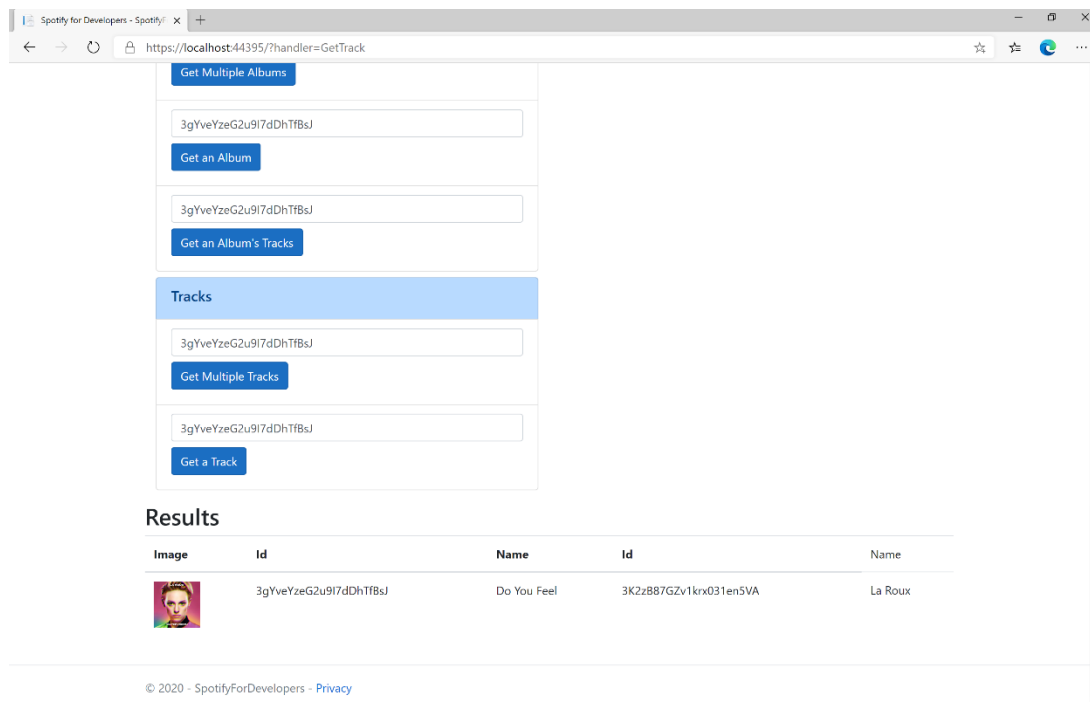 Spotify for Developers - Spotify
https://localhost:44395/?handler=GetTrack
Get Multiple Albums
3gYveYzeG2u9I7dDhTfBsJ
Get an Album
3gYveYzeG2u9I7dDhTfBsJ
Get an Album's Tracks
Tracks
3gYveYzeG2u9I7dDhTfBsJ
Get Multiple Tracks
3gYveYzeG2u9I7dDhTfBsJ
Get a Track
Results
Image Id Name Id Name
3gYveYzeG2u9I7dDhTfBsJ Do You Feel 3K2zB87GZv1krx031en5VA La Roux
© 2020 - SpotifyForDevelopers - Privacy